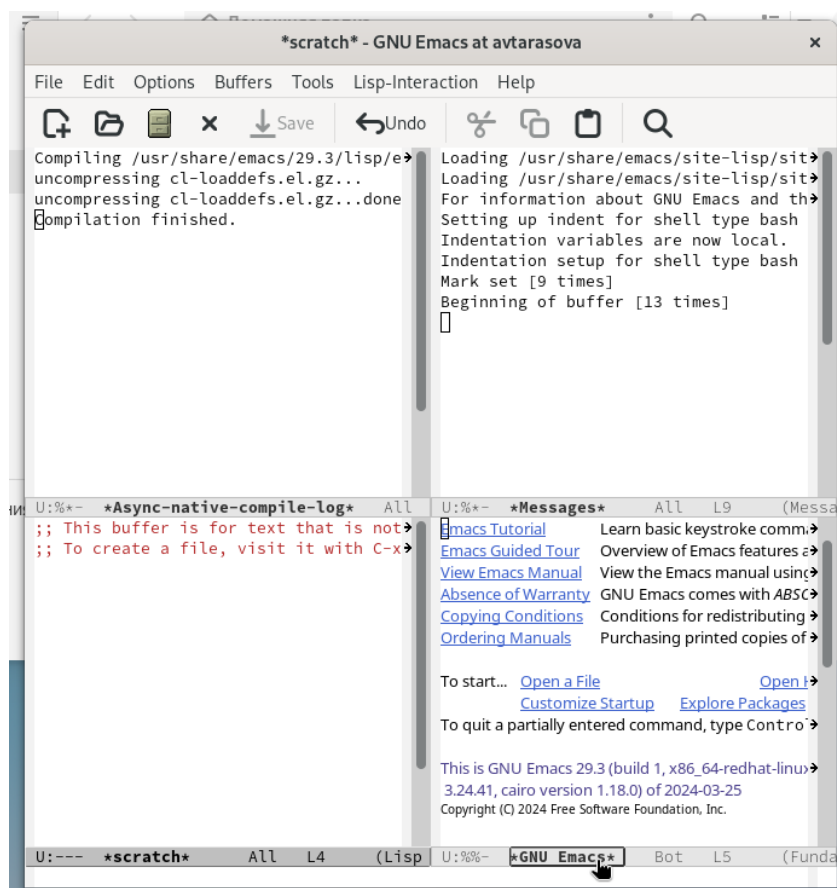 *scratch* - GNU Emacs at avtarasova
File Edit Options Buffers Tools Lisp-Interaction Help
Save Undo
Compiling /usr/share/emacs/29.3/lisp/e
uncompressing cl-loaddefs.el.gz...
uncompressing cl-loaddefs.el.gz...done
Compilation finished.
U:%*- *Async-native-compile-log* All
Loading /usr/share/emacs/site-lisp/sit
Loading /usr/share/emacs/site-lisp/sit
For information about GNU Emacs and th
Setting up indent for shell type bash
Indentation variables are now local.
Indentation setup for shell type bash
Mark set [9 times]
Beginning of buffer [13 times]
U:%*- *Messages* All L9 (Messa
;; This buffer is for text that is not
;; To create a file, visit it with C-x
U:--- *scratch* All L4 (Lisp
Emacs Tutorial Learn basic keystroke comm
Emacs Guided Tour Overview of Emacs features a
View Emacs Manual View the Emacs manual using
Absence of Warranty GNU Emacs comes with ABSO
Copying Conditions Conditions for redistributing
Ordering Manuals Purchasing printed copies of
To start... Open a File Open
Customize Startup Explore Packages
To quit a partially entered command, type Contro
This is GNU Emacs 29.3 (build 1, x86_64-redhat-linu
3.24.41, cairo version 1.18.0) of 2024-03-25
Copyright (C) 2024 Free Software Foundation, Inc.
U:%%- *GNU Emacs* Bot L5 (Funda